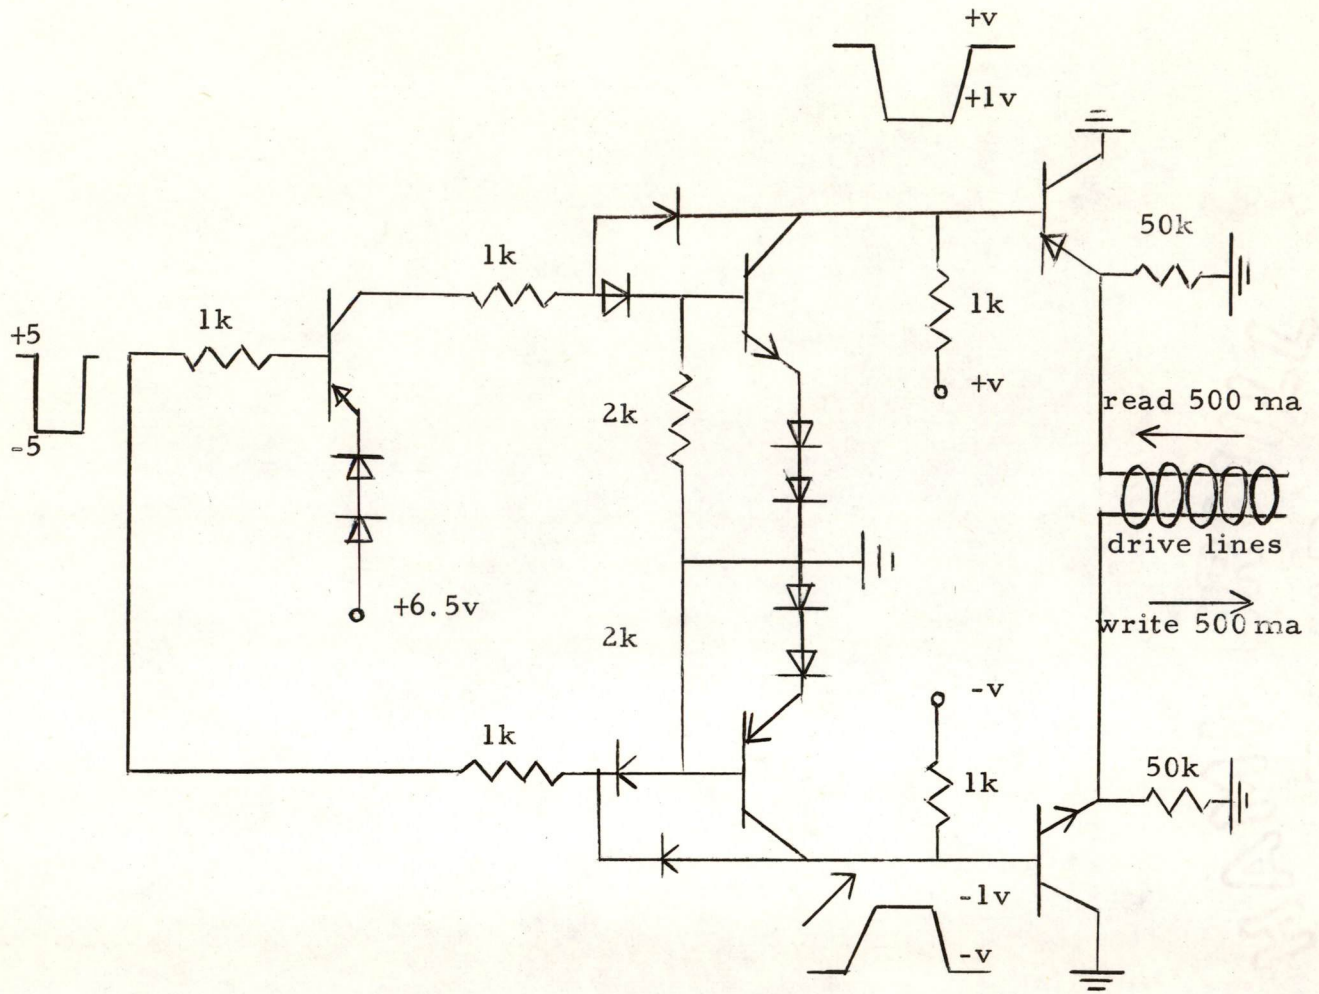 +v
+1v
50k
1k
1k
1k
+5
-5
+v
2k
read 500 ma
drive lines
+6.5v
write 500 ma
2k
-v
1k
50k
1k
-1v
-v